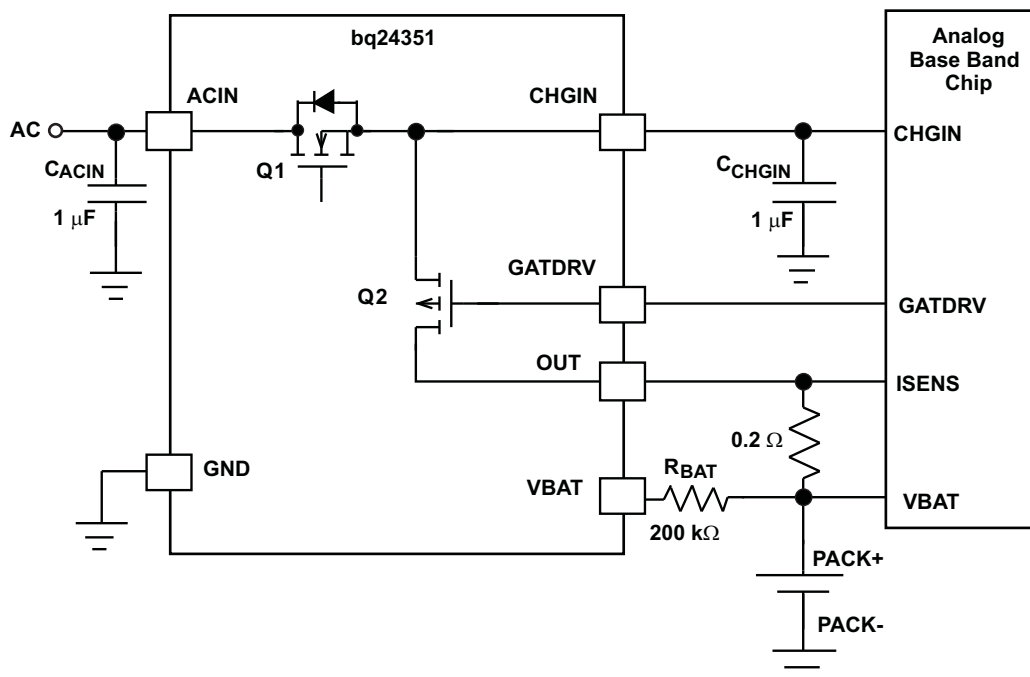 bq24351
Analog
Base Band
Chip
ACIN
CHGIN
AC
CHGIN
CACIN
1 μF
Q1
CCHGIN
1 μF
GATDRV
Q2
GATDRV
OUT
ISENS
0.2 Ω
GND
RBAT
VBAT
VBAT
200 kΩ
PACK+
PACK-